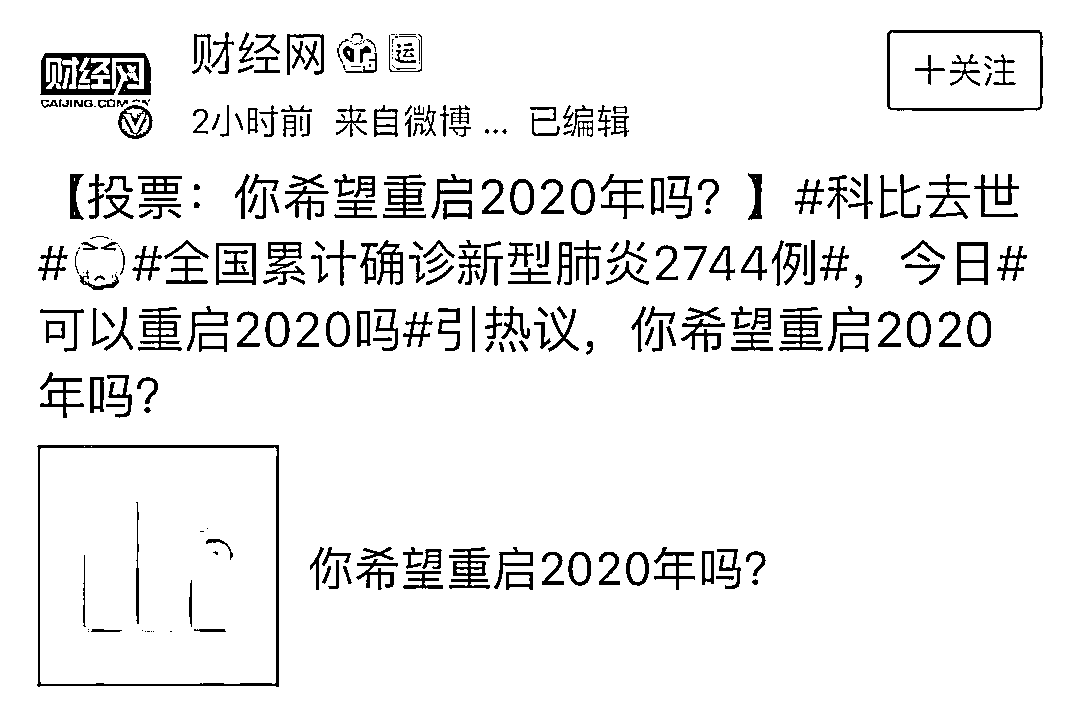 财经网
财经网 运
CAIJING.COM.CN
+关注
2小时前 来自微博 ... 已编辑
【投票：你希望重启2020年吗？】#科比去世
# #全国累计确诊新型肺炎2744例#，今日#
可以重启2020吗#引热议，你希望重启2020
年吗？
你希望重启2020年吗？